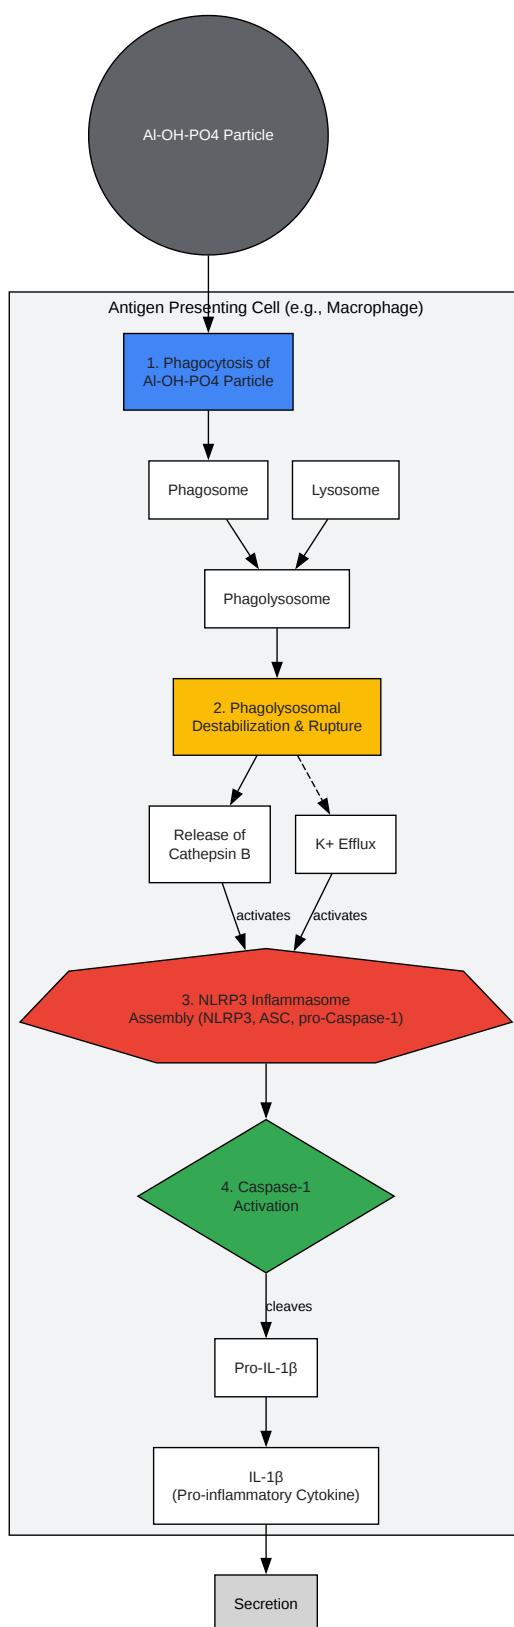 Al-OH-PO4 Particle
Antigen Presenting Cell (e.g., Macrophage)
1. Phagocytosis of
Al-OH-PO4 Particle
Phagosome
Lysosome
Phagolysosome
2. Phagolysosomal
Destabilization & Rupture
Release of
Cathepsin B
K+ Efflux
activates
activates
3. NLRP3 Inflammasome
Assembly (NLRP3, ASC, pro-Caspase-1)
4. Caspase-1
Activation
cleaves
Pro-IL-1β
IL-1β
(Pro-inflammatory Cytokine)
Secretion